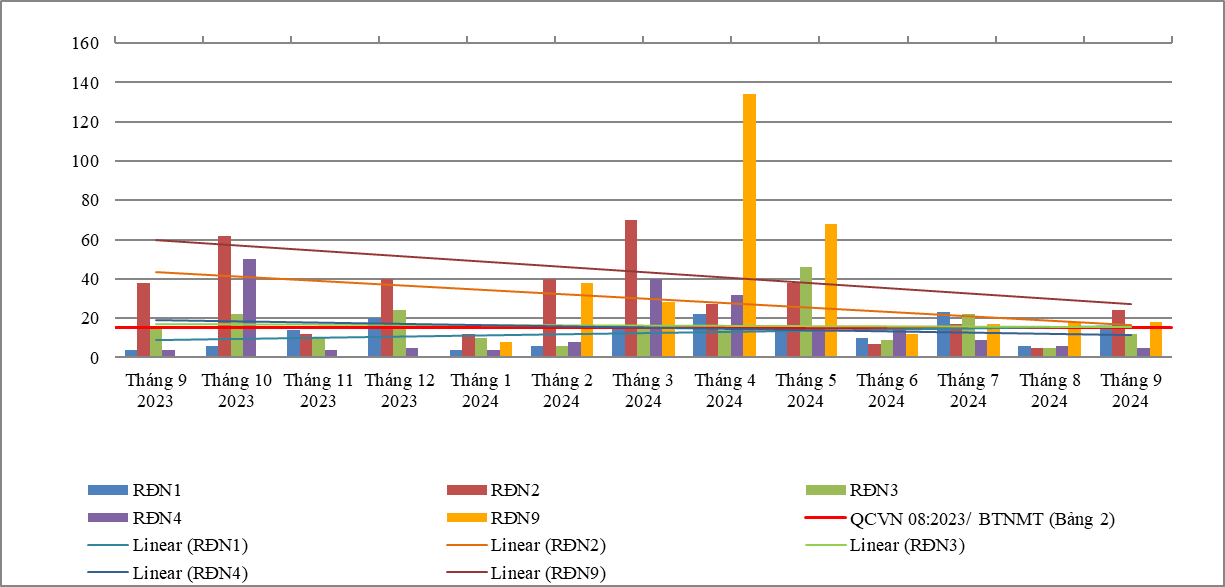 160
140
120
100
80
60
40
20
0
Tháng 9 Tháng 10 Tháng 11 Tháng 12 Tháng 1 Tháng 2 Tháng 3 Tháng 4 Tháng 5 Tháng 6 Tháng 7 Tháng 8 Tháng 9
2023 2023 2023 2023 2024 2024 2024 2024 2024 2024 2024 2024 2024
RĐN1 RĐN2 RĐN3
RĐN4 RĐN9 QCVN 08:2023/ BTNMT (Bảng 2)
Linear (RĐN1) Linear (RĐN2) Linear (RĐN3)
Linear (RĐN4) Linear (RĐN9)